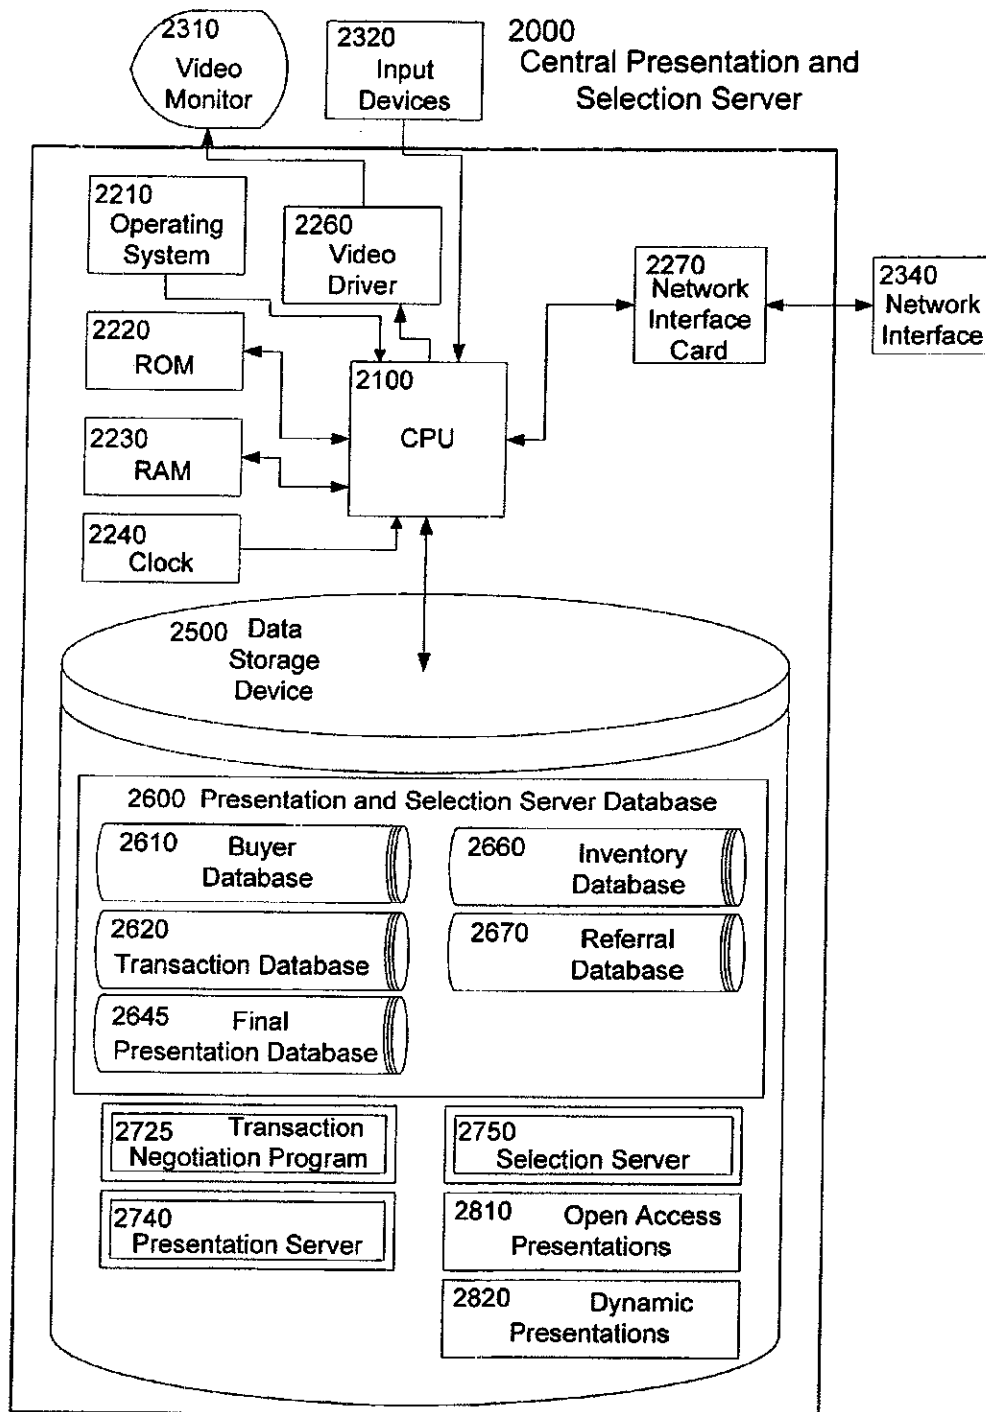 2310
Video
Monitor
2320
Input
Devices
2000
Central Presentation and
Selection Server
2210
Operating
System
2260
Video
Driver
2270
Network
Interface
Card
2340
Network
Interface
2220
ROM
2100
CPU
2230
RAM
2240
Clock
2500 Data
Storage
Device
2600 Presentation and Selection Server Database
2610 Buyer
Database
2660 Inventory
Database
2620
Transaction Database
2670 Referral
Database
2645 Final
Presentation Database
2725 Transaction
Negotiation Program
2750
Selection Server
2740
Presentation Server
2810 Open Access
Presentations
2820 Dynamic
Presentations